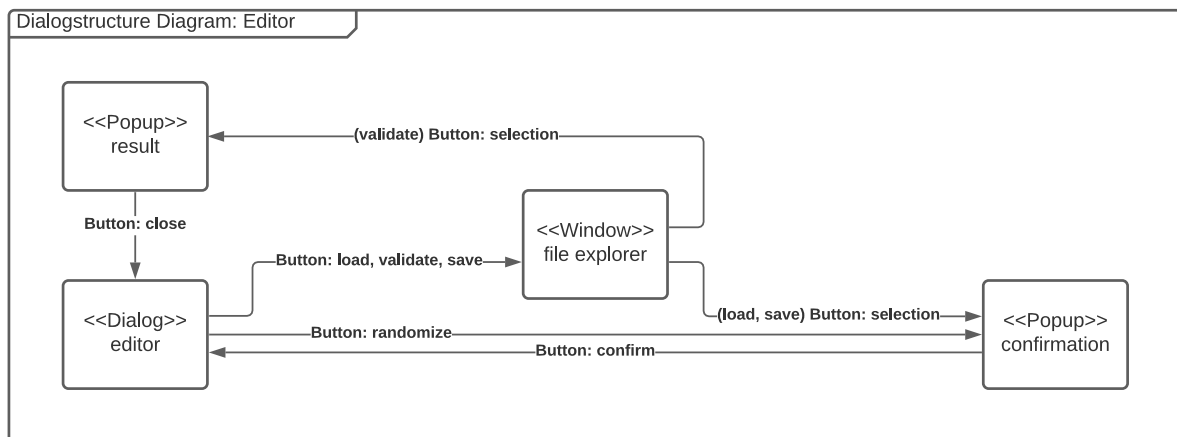 Dialogstructure Diagram: Editor
<<Popup>>
result
(validate) Button: selection
Button: close
<<Window>>
file explorer
Button: load, validate, save
<<Dialog>>
editor
(load, save) Button: selection
Button: randomize
Button: confirm
<<Popup>>
confirmation